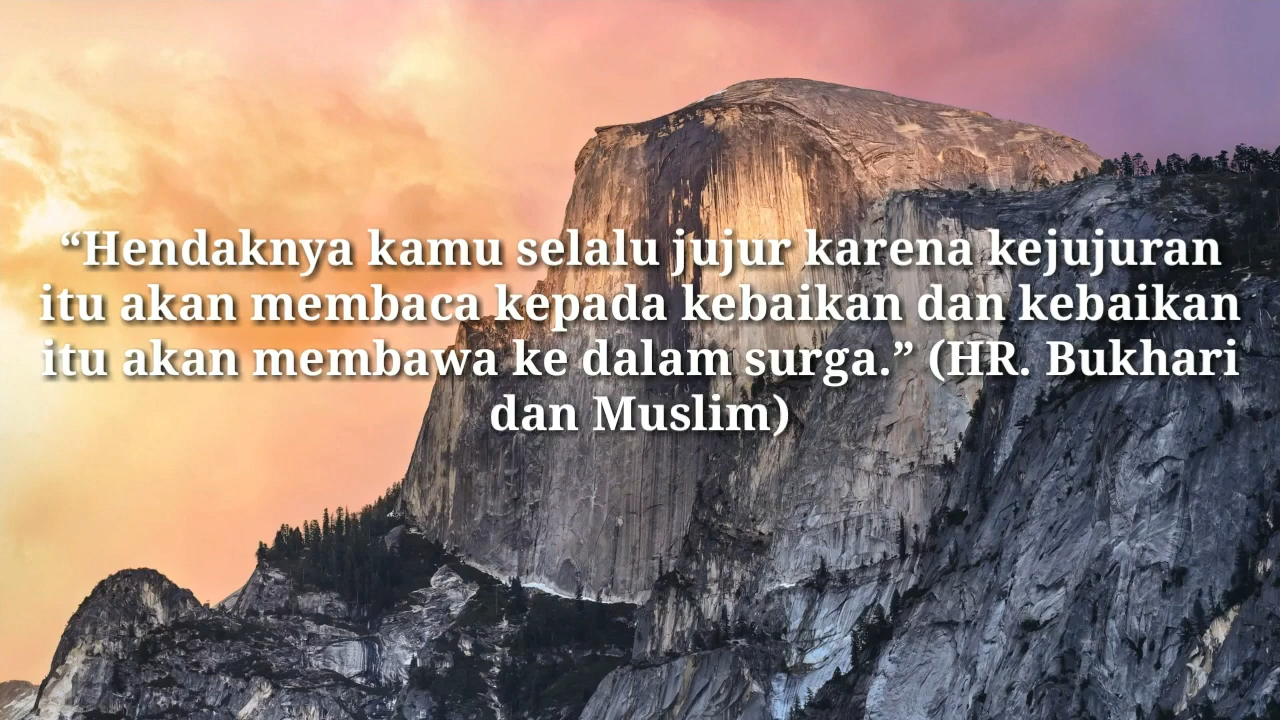 “Hendaknya kamu selalu jujur karena kejujuran
itu akan membaca kepada kebaikan dan kebaikan
itu akan membawa ke dalam surga.” (HR. Bukhari
dan Muslim)